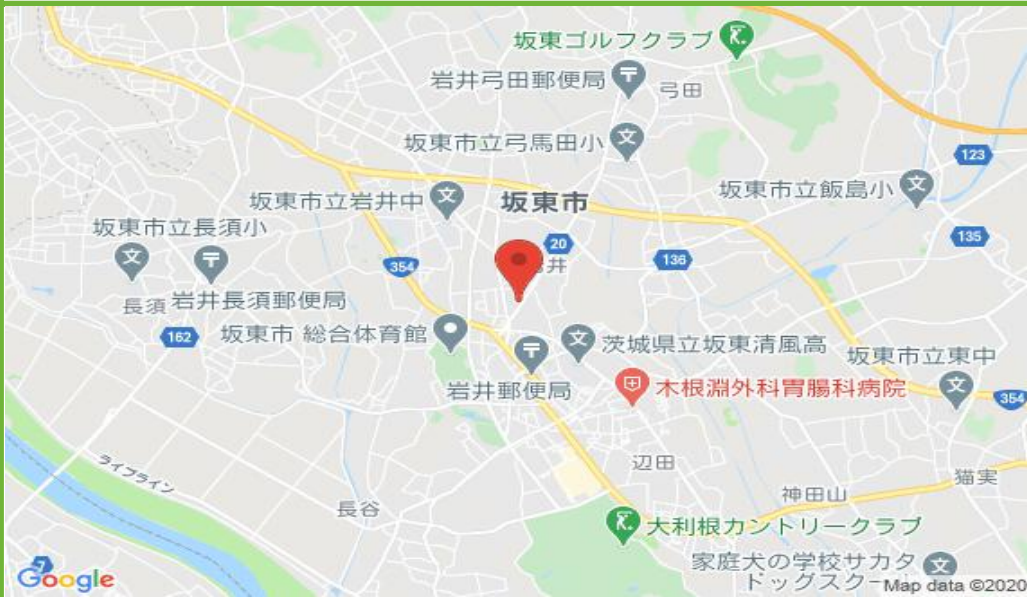 坂東ゴルフクラブ
岩井弓田郵便局
弓田
坂東市立弓馬田小
123
坂東市立飯島小
坂東市立岩井中
坂東市
坂東市立長須小
135
20
136
354
井
長須
岩井長須郵便局
162
坂東市 総合体育館
茨城県立坂東清風高
坂東市立東中
岩井郵便局
木根淵外科胃腸科病院
354
ライフライン
辺田
猫実
神田山
長谷
大利根カントリークラブ
家庭犬の学校サカタ
ドッグスクール
7
Google
Map data ©2020